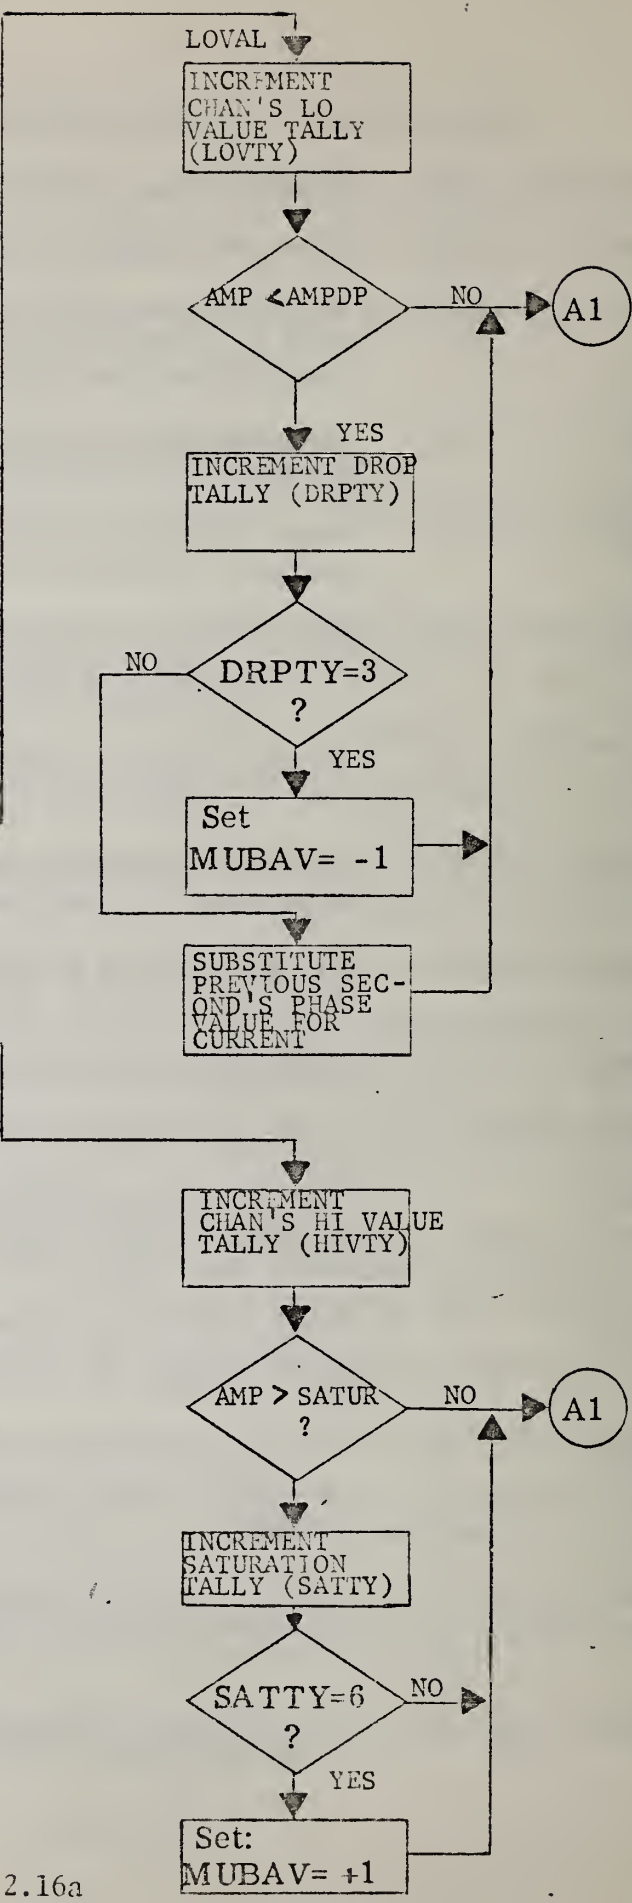 LOVAL
INCREMENT
CHAN'S LO
VALUE TALLY
(LOVTY)
AMP <AMPDP
NO
A1
YES
INCREMENT DROP
TALLY (DRPTY)
NO
DRPTY=3
?
YES
Set
MUBAV= -1
SUBSTITUTE
PREVIOUS SEC-
OND'S PHASE
VALUE FOR
CURRENT
INCREMENT
CHAN'S HI VALUE
TALLY (HIVTY)
AMP > SATUR
?
NO
A1
INCREMENT
SATURATION
TALLY (SATTY)
SATTY=6
?
NO
YES
Set:
MUBAV= +1
2.16a